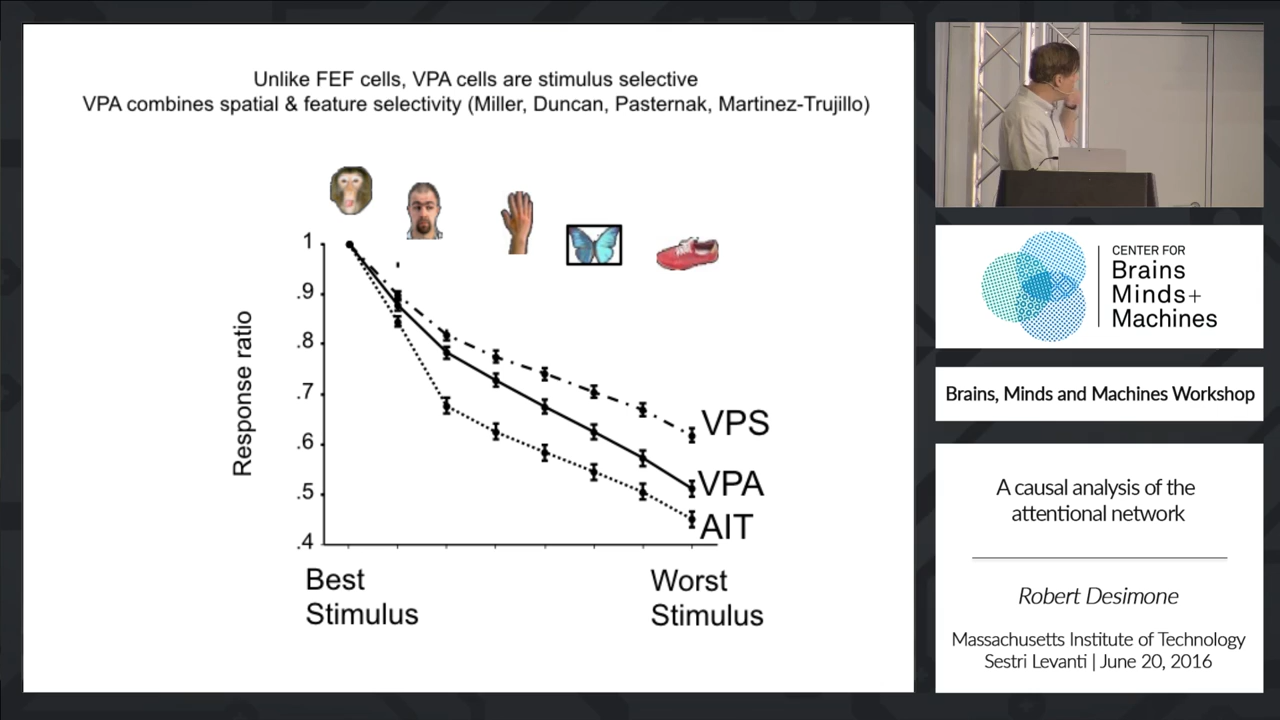 Unlike FEF cells, VPA cells are stimulus selective
VPA combines spatial & feature selectivity (Miller, Duncan, Pasternak, Martinez-Trujillo)
1
.9
.8
.7
.6
.5
.4
Response ratio
VPS
VPA
AIT
Best
Stimulus
Worst
Stimulus
CENTER FOR
Brains
Minds+
Machines
Brains, Minds and Machines Workshop
A causal analysis of the
attentional network
Robert Desimone
Massachusetts Institute of Technology
Sestri Levanti | June 20, 2016